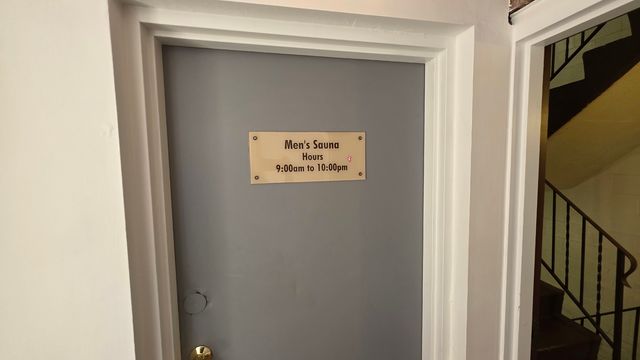 Men's Sauna
Hours
9:00am to 10:00pm